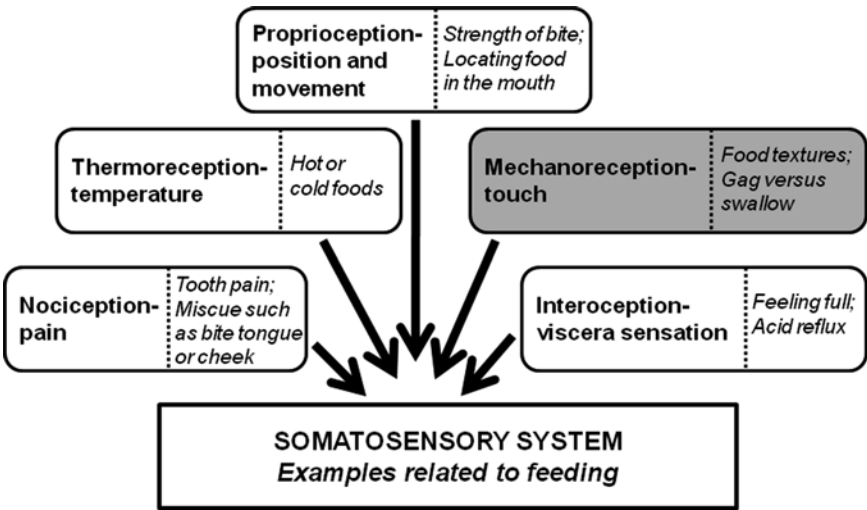 Proprioception-
position and
movement
Strength of bite;
Locating food
in the mouth
Thermoreception-
temperature
Hot or
cold foods
Mechanoreception-
touch
Food textures;
Gag versus
swallow
Nociception-
pain
Tooth pain;
Miscue such
as bite tongue
or cheek
Interoception-
viscera sensation
Feeling full;
Acid reflux
SOMATOSENSORY SYSTEM
Examples related to feeding